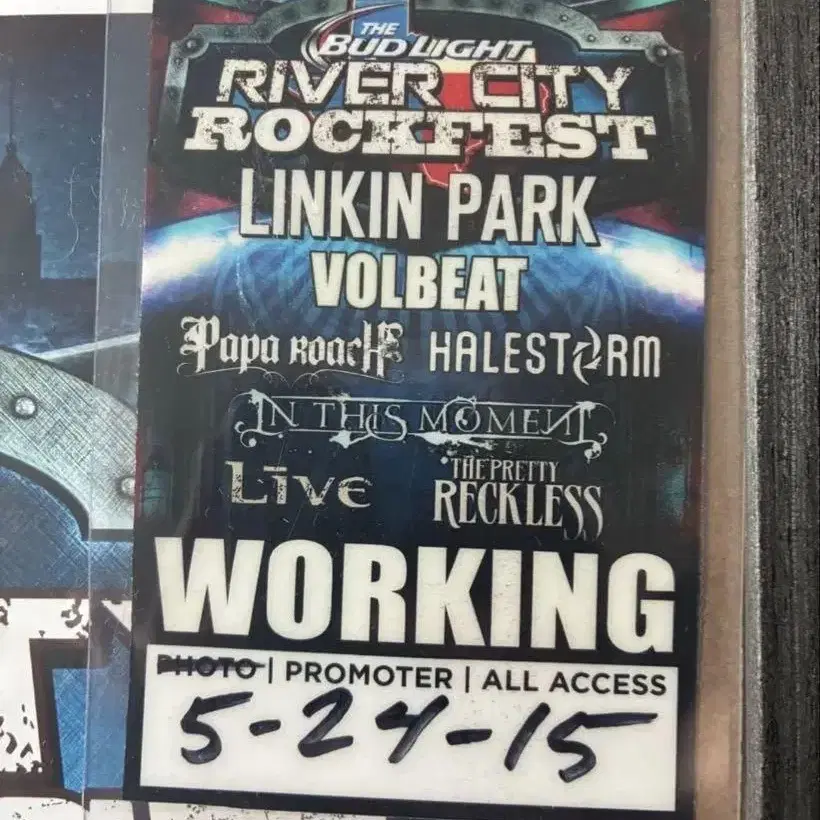 THE
BUD LIGHT
RIVER CITY
ROCKFEST
LINKIN PARK
VOLBEAT
PAPA ROACH HALESTORM
IN THIS MOMENT
LIVE THE PRETTY
RECKLESS
WORKING
PHOTO | PROMOTER | ALL ACCESS
5-24-15